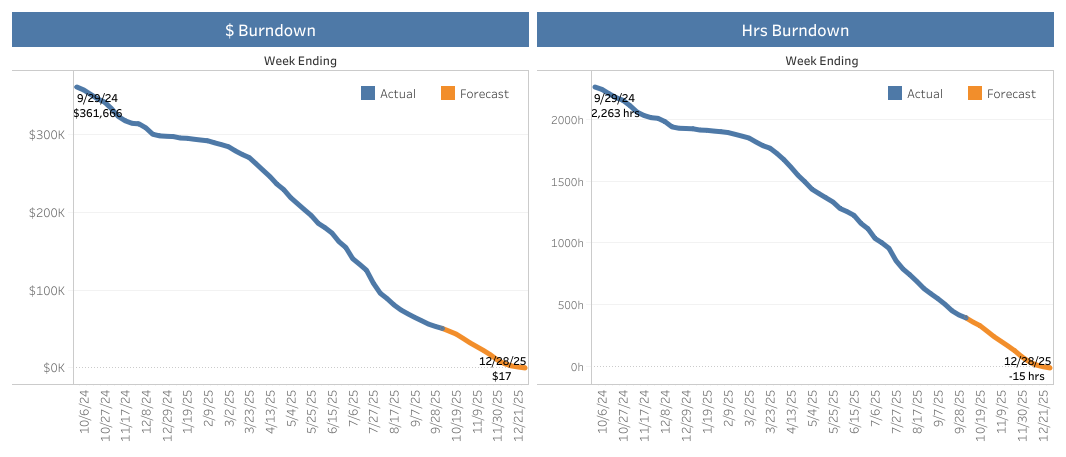 $ Burndown
Week Ending
Actual
Forecast
9/29/24
$361,666
$300K
$200K
$100K
$0K
12/28/25
$17
10/6/24
10/27/24
11/17/24
12/8/24
12/29/24
1/19/25
2/9/25
3/2/25
3/23/25
4/13/25
5/4/25
5/25/25
6/15/25
7/6/25
7/27/25
8/17/25
9/7/25
9/28/25
10/19/25
11/9/25
11/30/25
12/21/25
Hrs Burndown
Week Ending
Actual
Forecast
9/29/24
2,263 hrs
2000h
1500h
1000h
500h
0h
12/28/25
-15 hrs
10/6/24
10/27/24
11/17/24
12/8/24
12/29/24
1/19/25
2/9/25
3/2/25
3/23/25
4/13/25
5/4/25
5/25/25
6/15/25
7/6/25
7/27/25
8/17/25
9/7/25
9/28/25
10/19/25
11/9/25
11/30/25
12/21/25